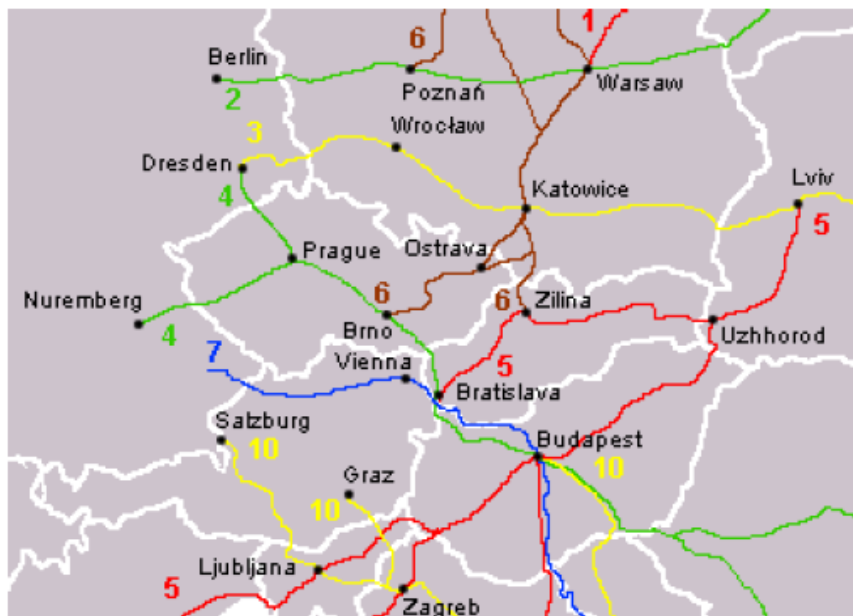 1
6
Berlin
2
Poznań
Warsaw
3
Wrocław
Dresden
4
Katowice
Lviv
5
Prague
Ostrava
Nuremberg
4
6
Brno
6
Zilina
Uzhhorod
7
Vienna
5
Bratislava
Salzburg
10
Budapest
10
Graz
10
Ljubljana
5
Zagreb